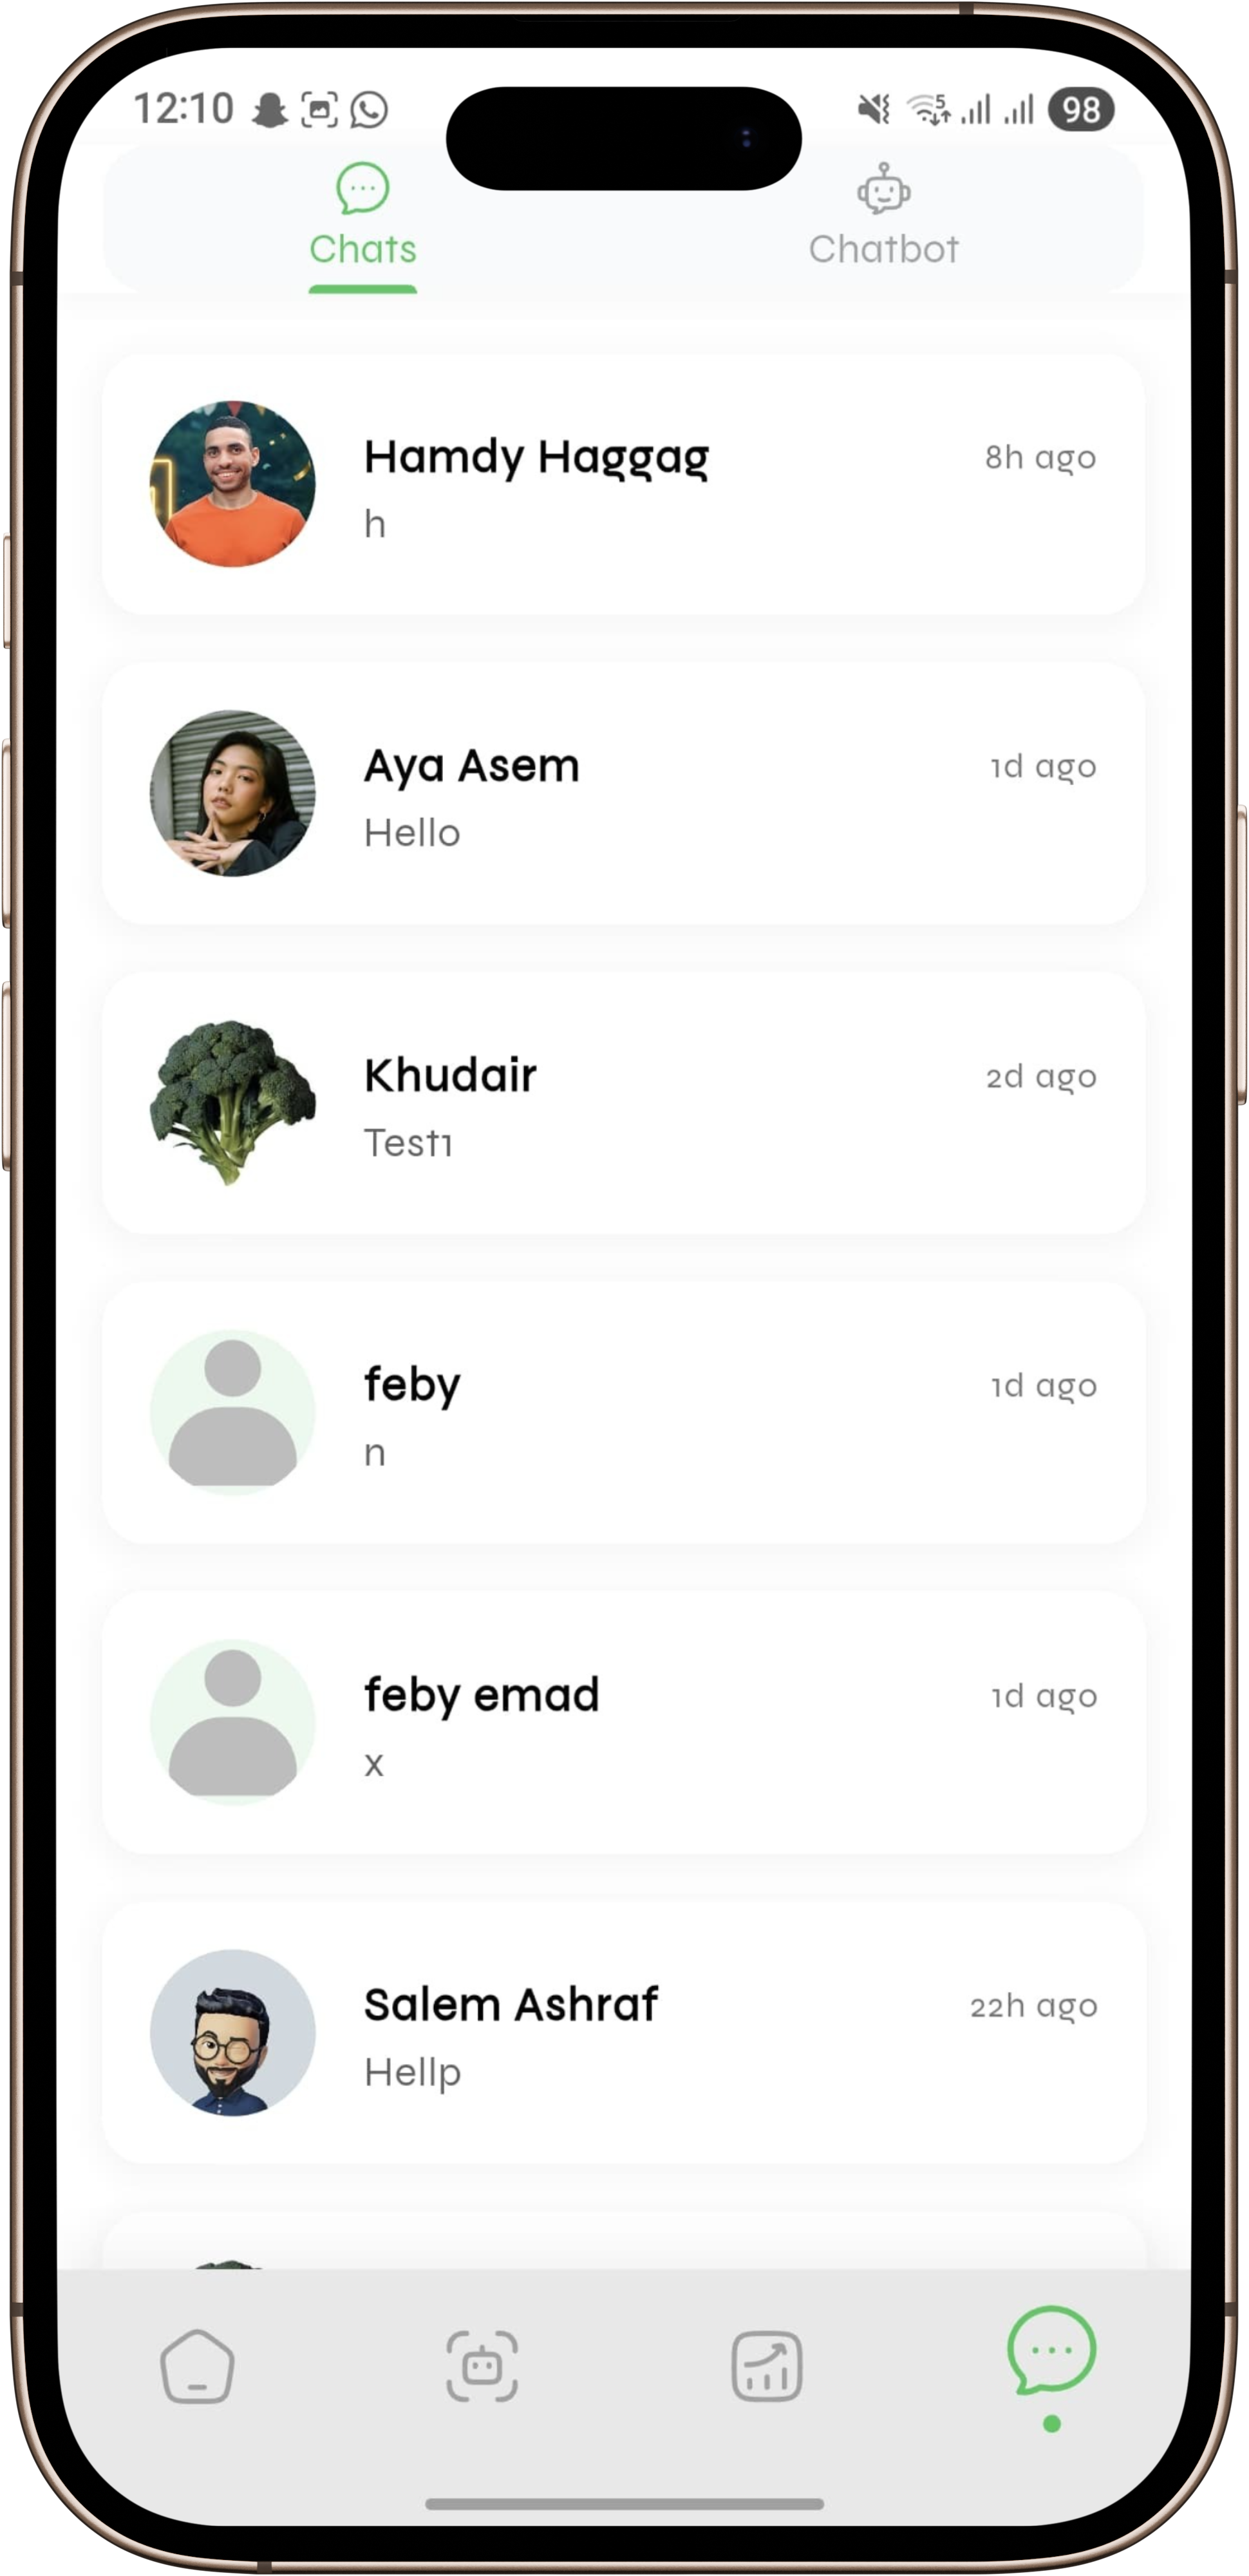 12:10
5
98
Chats
Chatbot
Hamdy Haggag
8h ago
h
Aya Asem
1d ago
Hello
Khudair
2d ago
Test1
feby
1d ago
n
feby emad
1d ago
x
Salem Ashraf
22h ago
Hellp